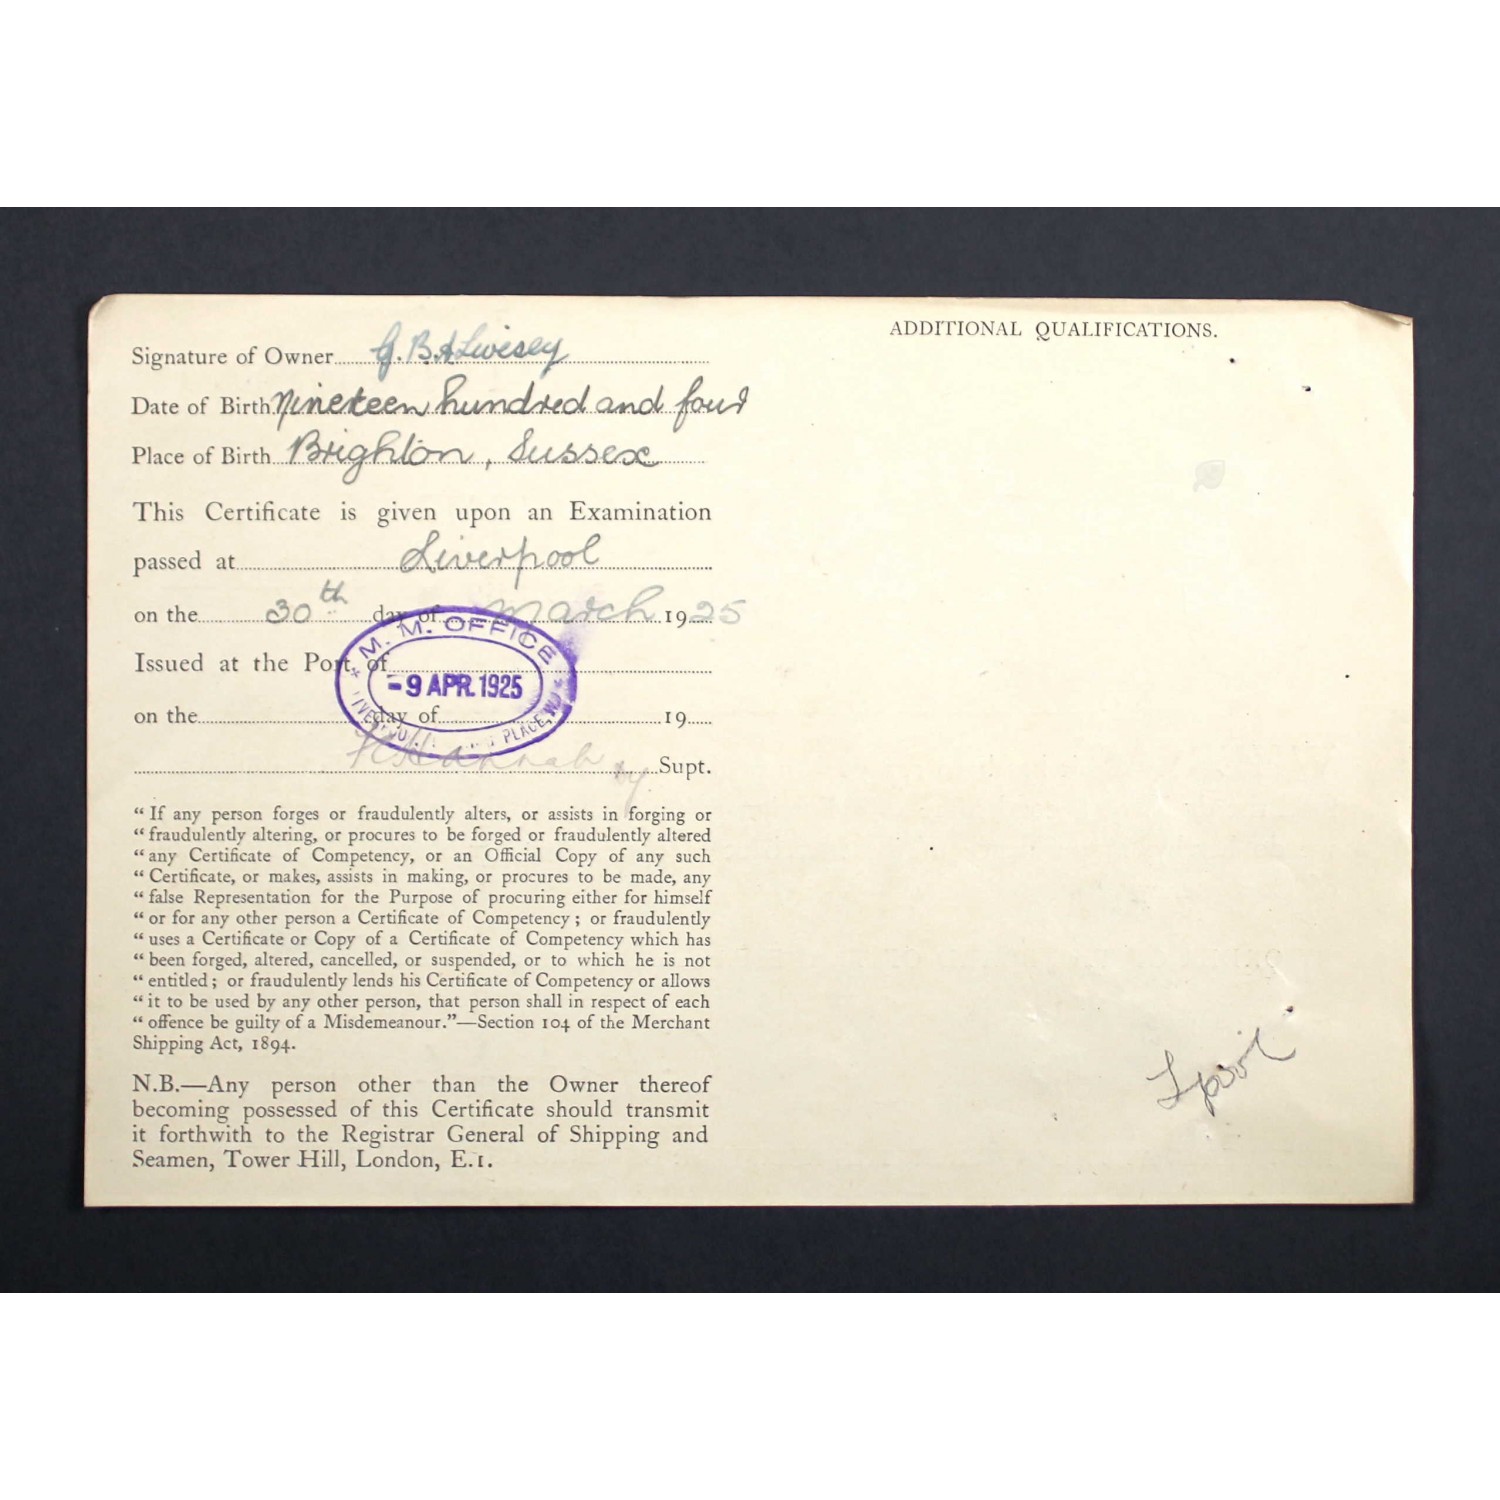 Signature of Owner G. B. A Livesey
Date of Birth Nineteen hundred and four
Place of Birth Brighton, Sussex
This Certificate is given upon an Examination
passed at Liverpool
on the 30th day of March 1925
Issued at the Port of
M. M. OFFICE
-9 APR. 1925
PLACE,
on the day of 19
Hannah Supt.
“ If any person forges or fraudulently alters, or assists in forging or
“ fraudulently altering, or procures to be forged or fraudulently altered
“ any Certificate of Competency, or an Official Copy of any such
“ Certificate, or makes, assists in making, or procures to be made, any
“ false Representation for the Purpose of procuring either for himself
“ or for any other person a Certificate of Competency ; or fraudulently
“ uses a Certificate or Copy of a Certificate of Competency which has
“ been forged, altered, cancelled, or suspended, or to which he is not
“ entitled ; or fraudulently lends his Certificate of Competency or allows
“ it to be used by any other person, that person shall in respect of each
“ offence be guilty of a Misdemeanour.”—Section 104 of the Merchant
Shipping Act, 1894.
N.B.—Any person other than the Owner thereof
becoming possessed of this Certificate should transmit
it forthwith to the Registrar General of Shipping and
Seamen, Tower Hill, London, E.1.
ADDITIONAL QUALIFICATIONS.